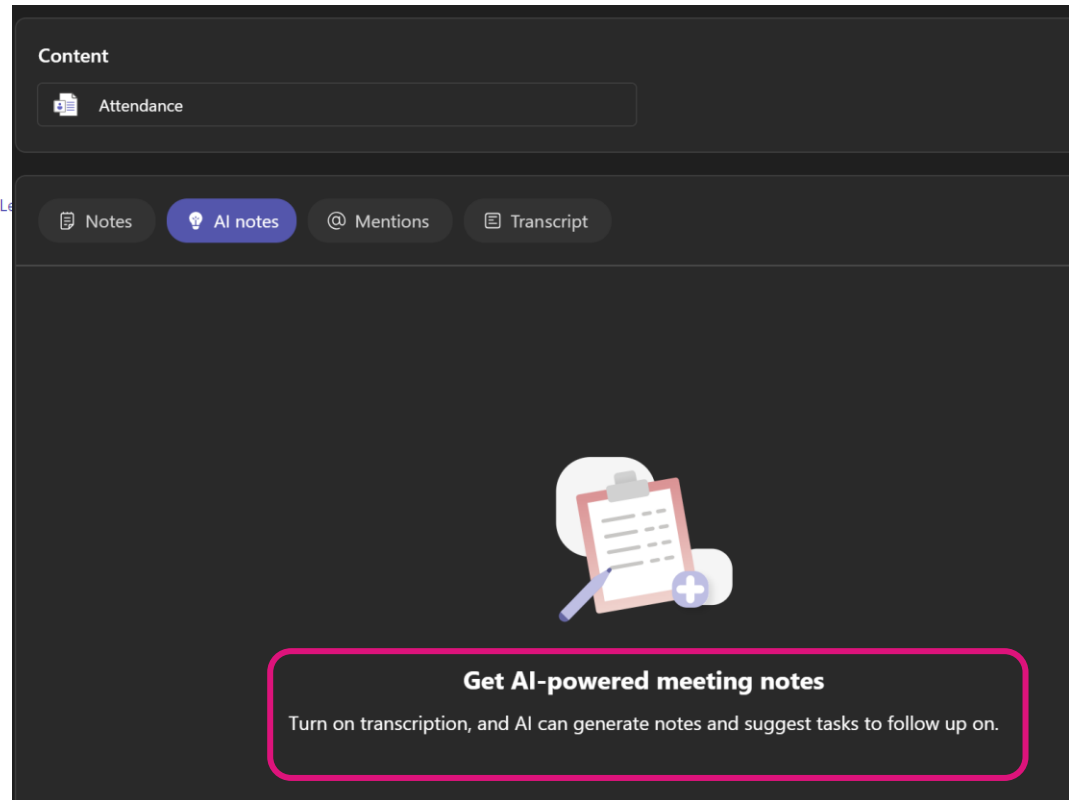 Content
Attendance
Le
Notes
AI notes
@ Mentions
Transcript
Get AI-powered meeting notes
Turn on transcription, and AI can generate notes and suggest tasks to follow up on.